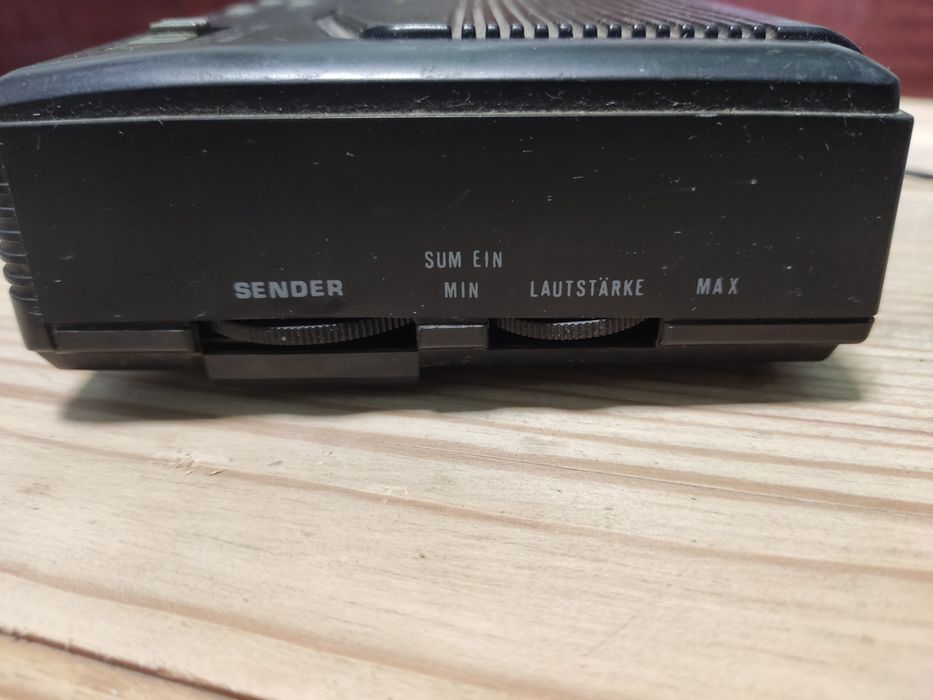 SUM EIN
SENDER MIN LAUTSTÄRKE MAX